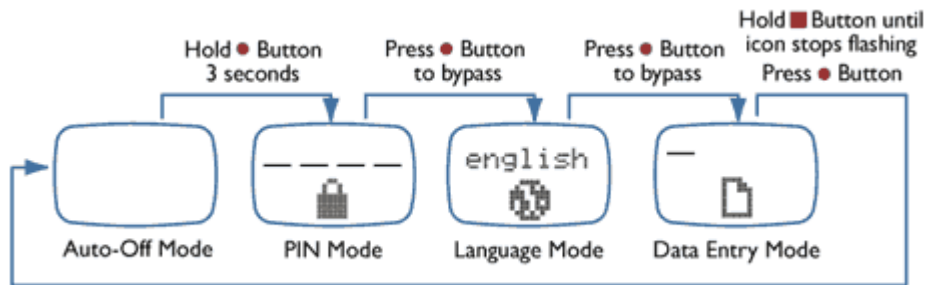 Hold ● Button
3 seconds
Press ● Button
to bypass
Press ● Button
to bypass
Hold ■ Button until
icon stops flashing
Press ● Button
_ _ _ _
english
_
Auto-Off Mode
PIN Mode
Language Mode
Data Entry Mode